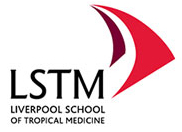 LSTM
LIVERPOOL SCHOOL
OF TROPICAL MEDICINE